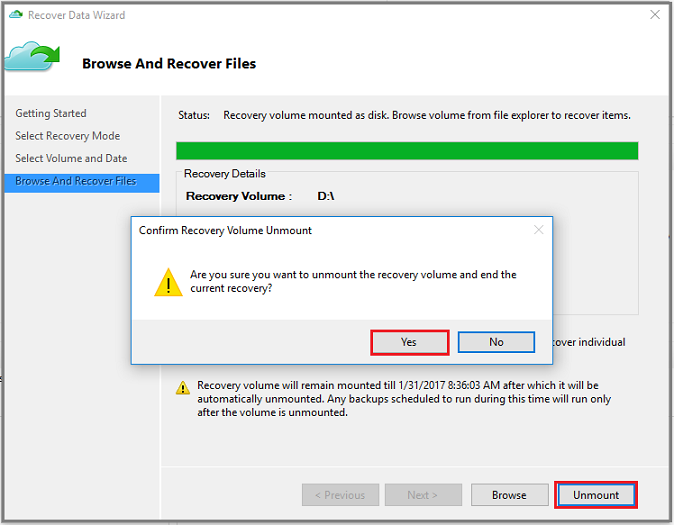 Recover Data Wizard
Browse And Recover Files
Getting Started
Select Recovery Mode
Select Volume and Date
Browse And Recover Files
Status: Recovery volume mounted as disk. Browse volume from file explorer to recover items.
Recovery Details
Recovery Volume : D:\
Confirm Recovery Volume Unmount
Are you sure you want to unmount the recovery volume and end the
current recovery?
Yes No
cover individual
Recovery volume will remain mounted till 1/31/2017 8:36:03 AM after which it will be
automatically unmounted. Any backups scheduled to run during this time will run only
after the volume is unmounted.
< Previous Next > Browse Unmount